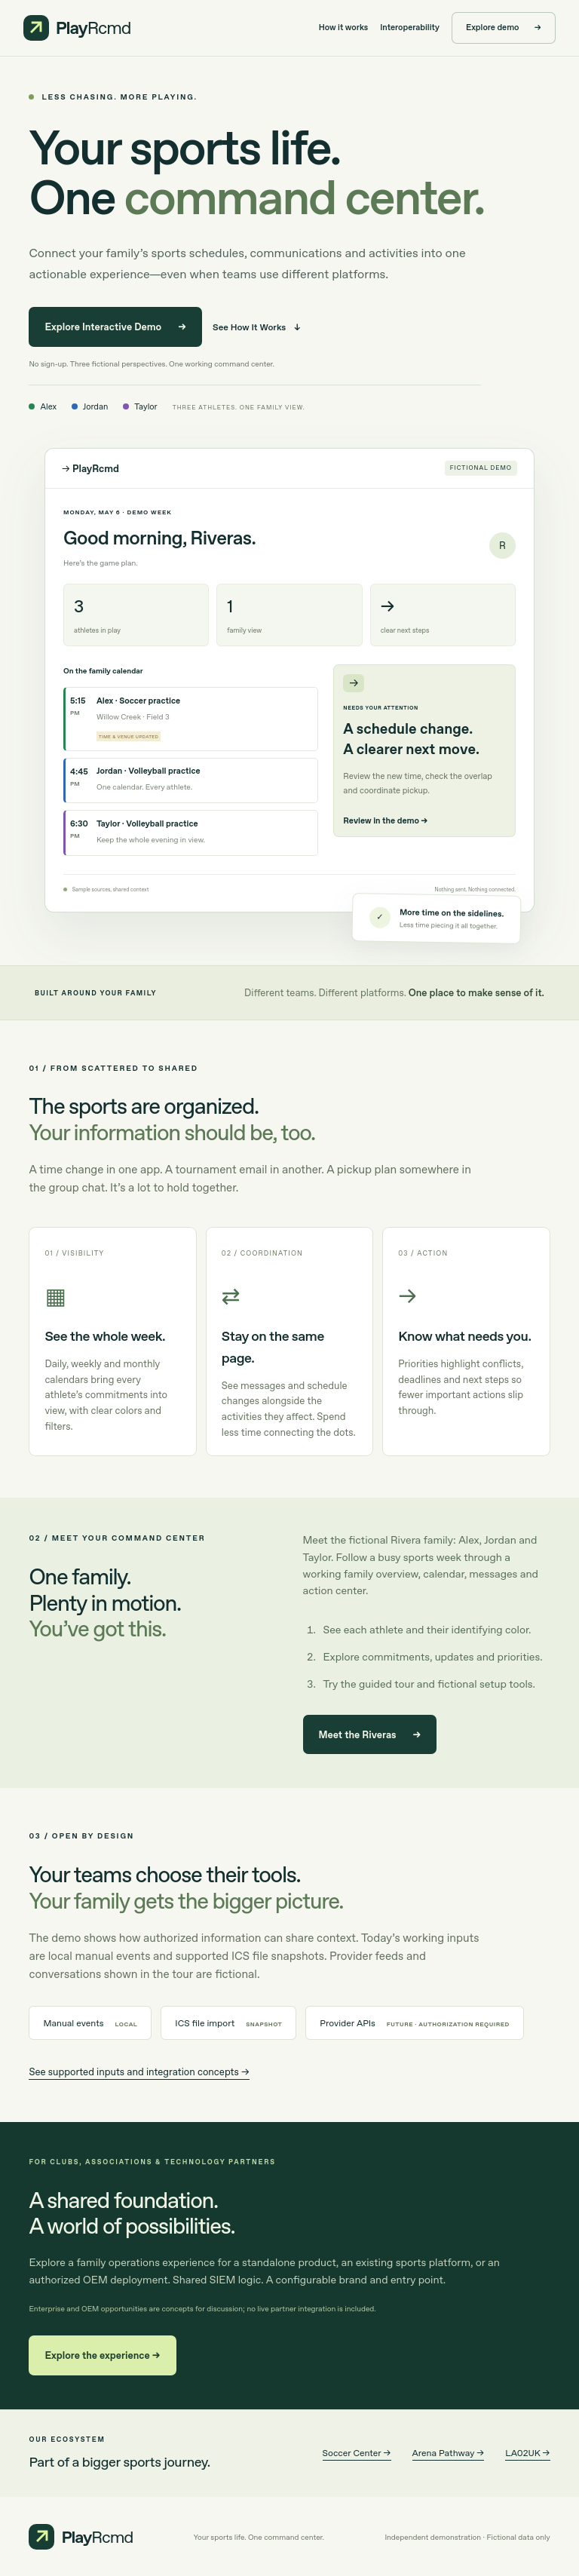 PlayRcmd
How it works Interoperability Explore demo →
LESS CHASING. MORE PLAYING.
Your sports life.
One command center.
Connect your family’s sports schedules, communications and activities into one
actionable experience—even when teams use different platforms.
Explore Interactive Demo →
See How It Works ↓
No sign-up. Three fictional perspectives. One working command center.
Alex Jordan Taylor THREE ATHLETES. ONE FAMILY VIEW.
→ PlayRcmd
FICTIONAL DEMO
MONDAY, MAY 6 · DEMO WEEK
Good morning, Riveras.
R
Here’s the game plan.
3
athletes in play
1
family view
→
clear next steps
On the family calendar
5:15 PM
Alex · Soccer practice
Willow Creek · Field 3
TIME & VENUE UPDATED
4:45 PM
Jordan · Volleyball practice
One calendar. Every athlete.
6:30 PM
Taylor · Volleyball practice
Keep the whole evening in view.
→
NEEDS YOUR ATTENTION
A schedule change.
A clearer next move.
Review the new time, check the overlap
and coordinate pickup.
Review in the demo →
Sample sources, shared context
Nothing sent. Nothing connected.
✓
More time on the sidelines.
Less time piecing it all together.
BUILT AROUND YOUR FAMILY
Different teams. Different platforms. One place to make sense of it.
01 / FROM SCATTERED TO SHARED
The sports are organized.
Your information should be, too.
A time change in one app. A tournament email in another. A pickup plan somewhere in
the group chat. It’s a lot to hold together.
01 / VISIBILITY
▦
See the whole week.
Daily, weekly and monthly
calendars bring every
athlete’s commitments into
view, with clear colors and
filters.
02 / COORDINATION
⇄
Stay on the same
page.
See messages and schedule
changes alongside the
activities they affect. Spend
less time connecting the dots.
03 / ACTION
→
Know what needs you.
Priorities highlight conflicts,
deadlines and next steps so
fewer important actions slip
through.
02 / MEET YOUR COMMAND CENTER
One family.
Plenty in motion.
You’ve got this.
Meet the fictional Rivera family: Alex, Jordan and
Taylor. Follow a busy sports week through a
working family overview, calendar, messages and
action center.
1. See each athlete and their identifying color.
2. Explore commitments, updates and priorities.
3. Try the guided tour and fictional setup tools.
Meet the Riveras →
03 / OPEN BY DESIGN
Your teams choose their tools.
Your family gets the bigger picture.
The demo shows how authorized information can share context. Today’s working inputs
are local manual events and supported ICS file snapshots. Provider feeds and
conversations shown in the tour are fictional.
Manual events LOCAL
ICS file import SNAPSHOT
Provider APIs FUTURE · AUTHORIZATION REQUIRED
See supported inputs and integration concepts →
FOR CLUBS, ASSOCIATIONS & TECHNOLOGY PARTNERS
A shared foundation.
A world of possibilities.
Explore a family operations experience for a standalone product, an existing sports platform, or an
authorized OEM deployment. Shared SIEM logic. A configurable brand and entry point.
Enterprise and OEM opportunities are concepts for discussion; no live partner integration is included.
Explore the experience →
OUR ECOSYSTEM
Part of a bigger sports journey.
Soccer Center → Arena Pathway → LA02UK →
PlayRcmd
Your sports life. One command center.
Independent demonstration · Fictional data only